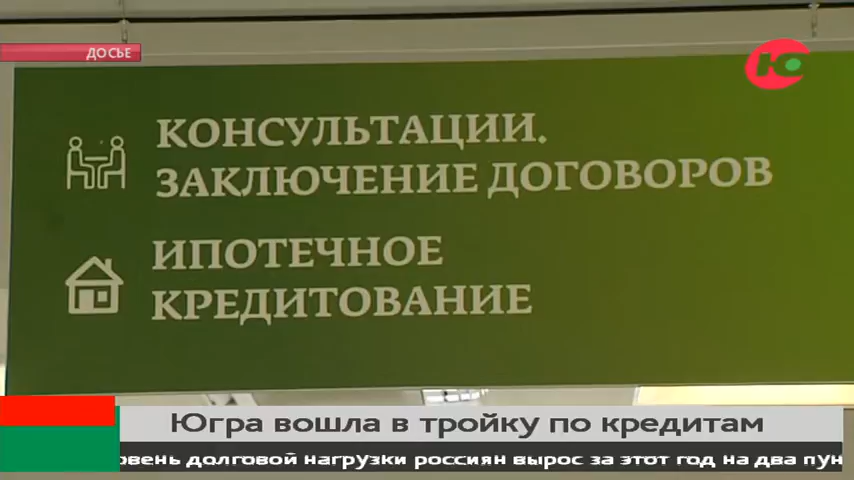 ДОСЬЕ
Ю
КОНСУЛЬТАЦИИ.
ЗАКЛЮЧЕНИЕ ДОГОВОРОВ
ИПОТЕЧНОЕ
КРЕДИТОВАНИЕ
Югра вошла в тройку по кредитам
овень долговой нагрузки россиян вырос за этот год на два пун